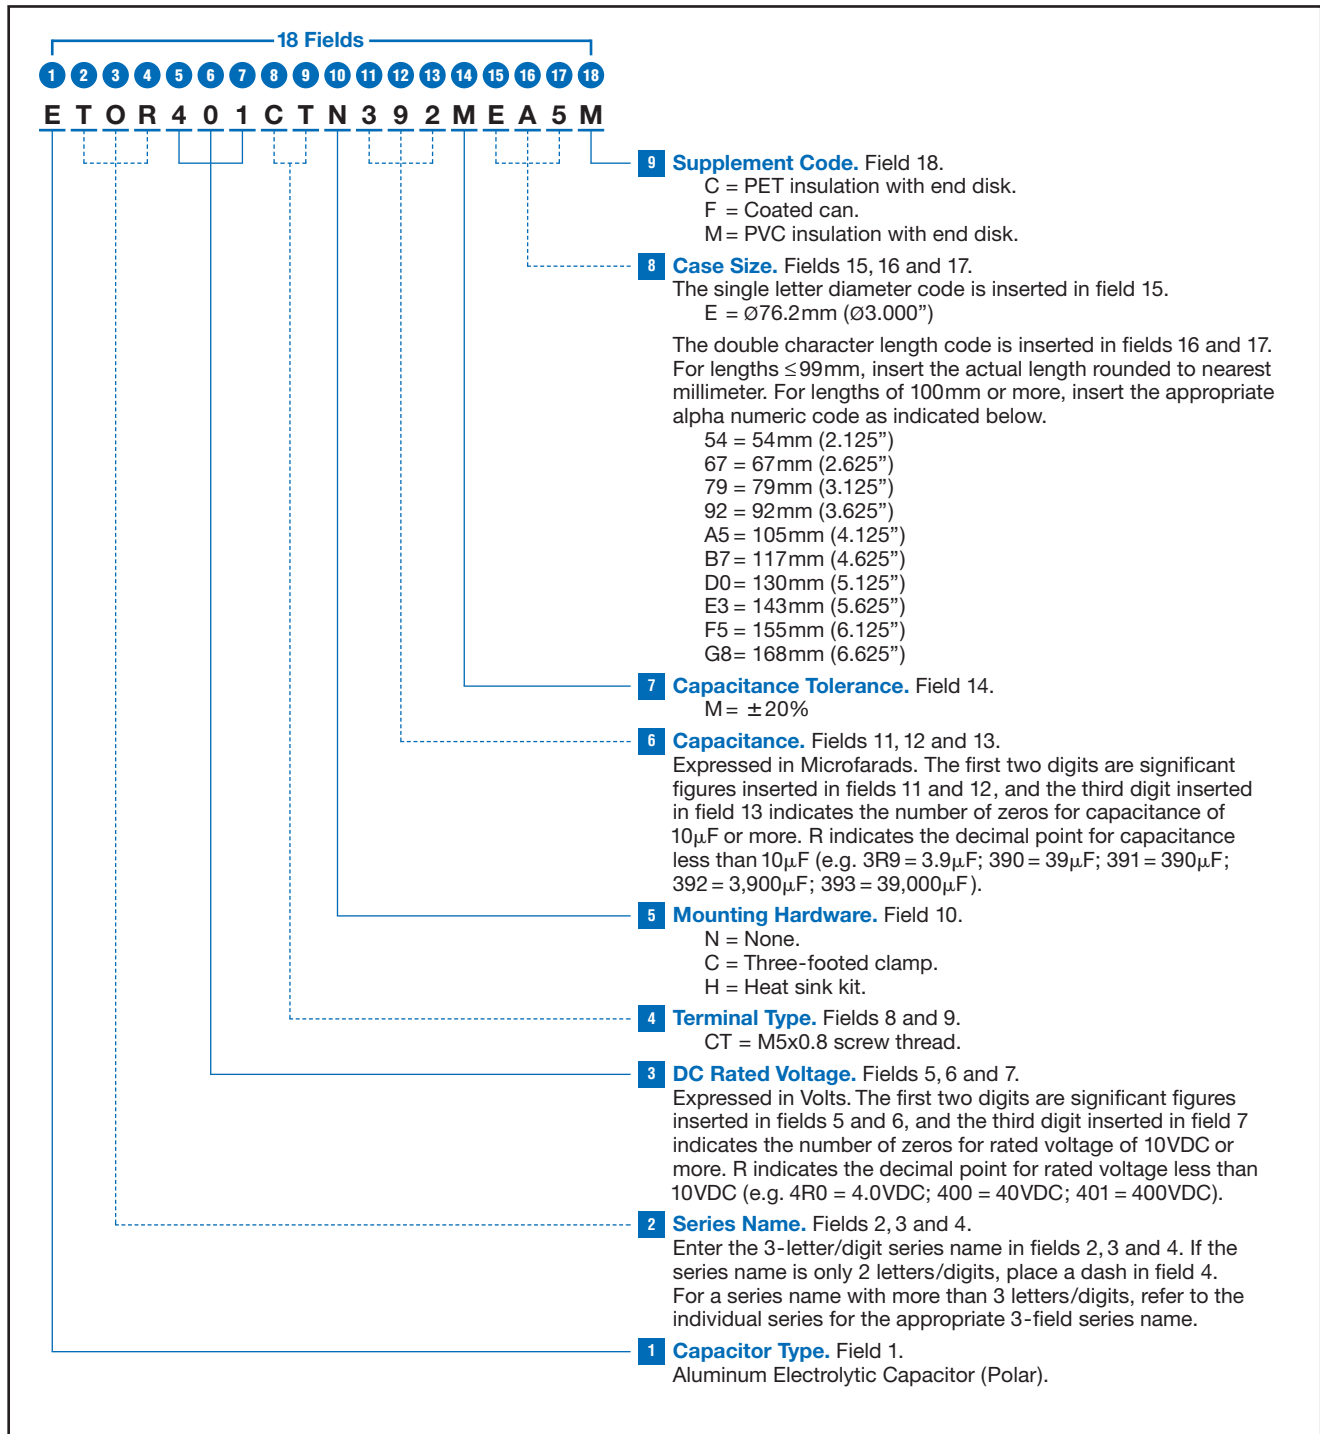 18 Fields
1 2 3 4 5 6 7 8 9 10 11 12 13 14 15 16 17 18
E T O R 4 0 1 C T N 3 9 2 M E A 5 M
9 Supplement Code. Field 18.
C = PET insulation with end disk.
F = Coated can.
M = PVC insulation with end disk.
8 Case Size. Fields 15, 16 and 17.
The single letter diameter code is inserted in field 15.
E = Ø76.2mm (Ø3.000”)
The double character length code is inserted in fields 16 and 17.
For lengths ≤99mm, insert the actual length rounded to nearest
millimeter. For lengths of 100mm or more, insert the appropriate
alpha numeric code as indicated below.
54 = 54mm (2.125”)
67 = 67mm (2.625”)
79 = 79mm (3.125”)
92 = 92mm (3.625”)
A5 = 105mm (4.125”)
B7 = 117mm (4.625”)
D0 = 130mm (5.125”)
E3 = 143mm (5.625”)
F5 = 155mm (6.125”)
G8 = 168mm (6.625”)
7 Capacitance Tolerance. Field 14.
M = ±20%
6 Capacitance. Fields 11, 12 and 13.
Expressed in Microfarads. The first two digits are significant
figures inserted in fields 11 and 12, and the third digit inserted
in field 13 indicates the number of zeros for capacitance of
10µF or more. R indicates the decimal point for capacitance
less than 10µF (e.g. 3R9 = 3.9µF; 390 = 39µF; 391 = 390µF;
392 = 3,900µF; 393 = 39,000µF).
5 Mounting Hardware. Field 10.
N = None.
C = Three-footed clamp.
H = Heat sink kit.
4 Terminal Type. Fields 8 and 9.
CT = M5x0.8 screw thread.
3 DC Rated Voltage. Fields 5, 6 and 7.
Expressed in Volts. The first two digits are significant figures
inserted in fields 5 and 6, and the third digit inserted in field 7
indicates the number of zeros for rated voltage of 10VDC or
more. R indicates the decimal point for rated voltage less than
10VDC (e.g. 4R0 = 4.0VDC; 400 = 40VDC; 401 = 400VDC).
2 Series Name. Fields 2, 3 and 4.
Enter the 3-letter/digit series name in fields 2, 3 and 4. If the
series name is only 2 letters/digits, place a dash in field 4.
For a series name with more than 3 letters/digits, refer to the
individual series for the appropriate 3-field series name.
1 Capacitor Type. Field 1.
Aluminum Electrolytic Capacitor (Polar).